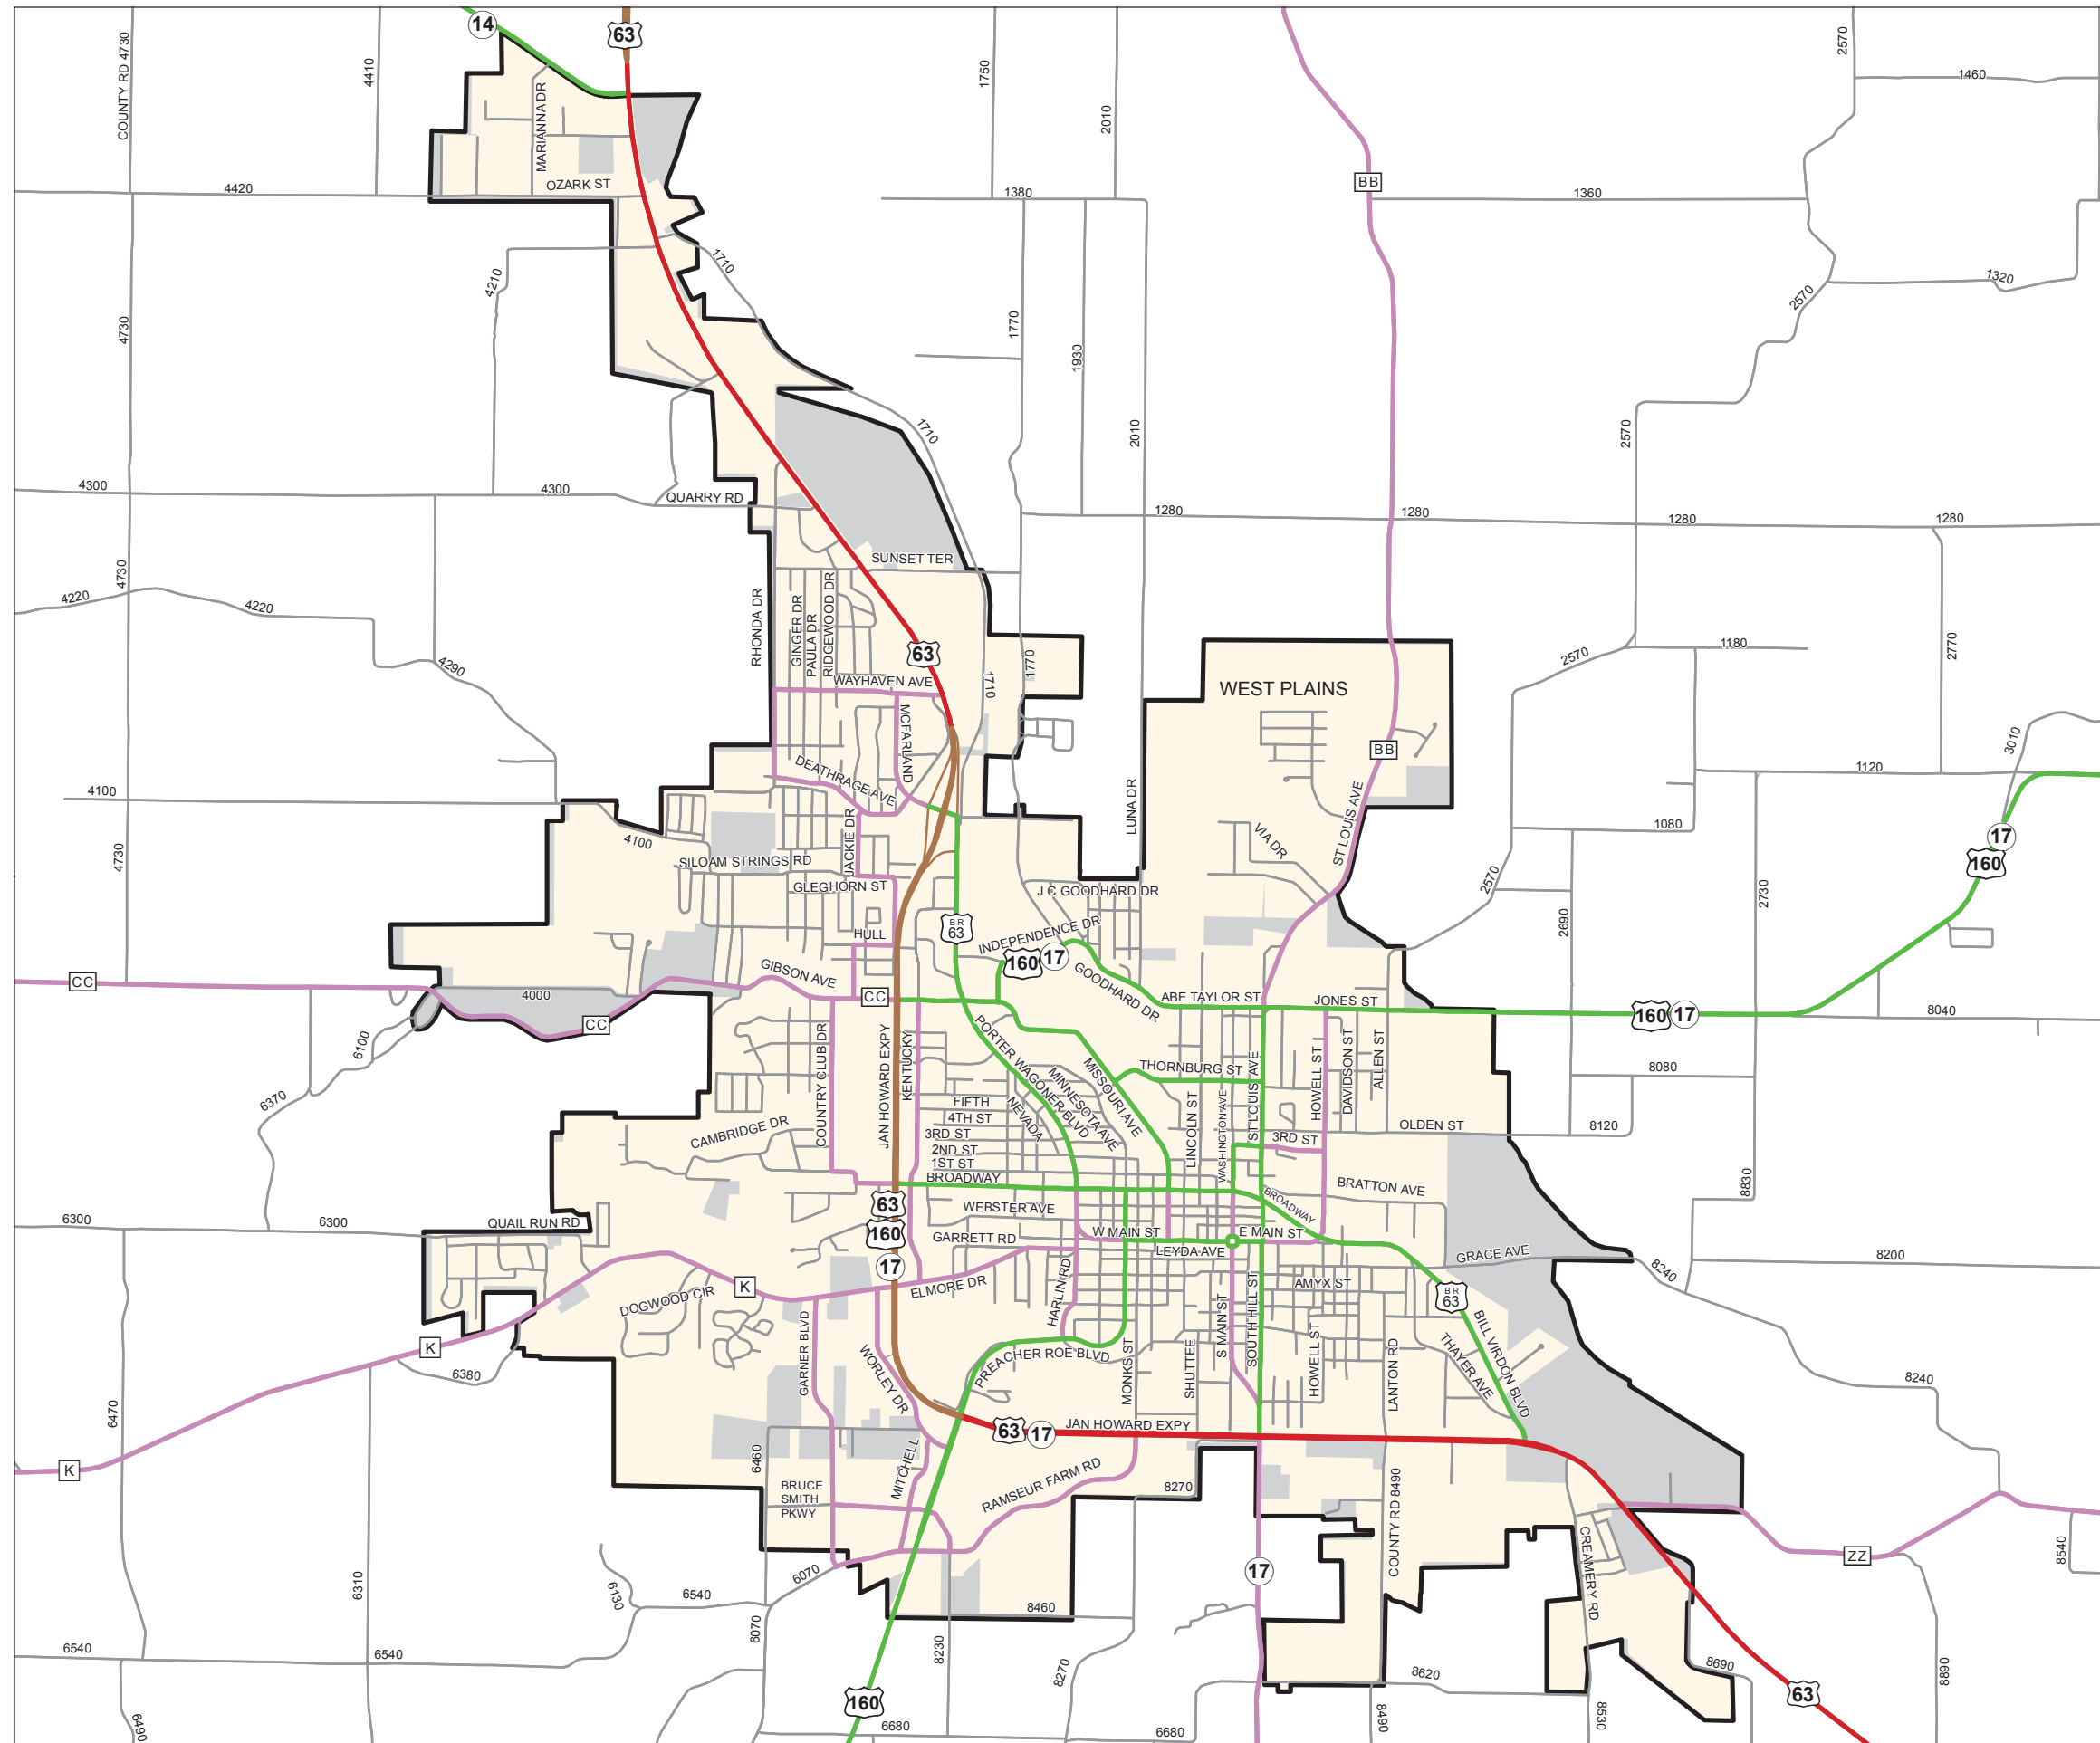 14
63
COUNTY RD 4730
4410
MARIANNA DR
OZARK ST
4420
1750
2010
1380
BB
1360
2570
1460
4210
1710
4730
1770
1930
2010
2570
1320
1710
2570
4300
4300
QUARRY RD
1280
1280
1280
1280
SUNSET TER
4730
4220
4220
RHONDA DR
GINGER DR
PAULA DR
RIDGEWOOD DR
63
4290
WAYHAVEN AVE
1710
1770
WEST PLAINS
2570
1180
2770
MCFARLAND
BB
3010
DEATHRAGE AVE
1120
4100
4100
JACKIE DR
LUNA DR
VIA DR
ST LOUIS AVE
1080
17
160
4730
SILOAM STRINGS RD
GLEGHORN ST
J C GOODHARD DR
2570
2690
2730
HULL
BR
63
INDEPENDENCE DR
160
17
GIBSON AVE
GOODHARD DR
CC
4000
CC
CC
ABE TAYLOR ST
JONES ST
160
17
8040
6100
COUNTRY CLUB DR
JAN HOWARD EXPY
KENTUCKY
PORTER WAGONER BLVD
MINNESOTA AVE
MISSOURI AVE
NEVADA
THORNBURG ST
ST LOUIS AVE
HOWELL ST
DAVIDSON ST
ALLEN ST
8080
6370
FIFTH
4TH ST
3RD ST
2ND ST
1ST ST
BROADWAY
CAMBRIDGE DR
LINCOLN ST
WASHINGTON AVE
3RD ST
OLDEN ST
8120
8830
BRATTON AVE
BROADWAY
63
160
17
WEBSTER AVE
GARRETT RD
W MAIN ST
E MAIN ST
LEYDA AVE
6300
6300
QUAIL RUN RD
GRACE AVE
8240
8200
K
DOGWOOD CIR
ELMORE DR
HARLIN RD
AMYX ST
BR
63
K
6380
GARNER BLVD
WORLEY DR
PREACHER ROE BLVD
MONKS ST
SHUTTEE
S MAIN ST
SOUTH HILL ST
HOWELL ST
LANTON RD
THAYER AVE
BILL VIRDON BLVD
8240
6470
63
17
JAN HOWARD EXPY
K
6460
BRUCE
SMITH
PKWY
MITCHELL
RAMSEUR FARM RD
8270
COUNTY RD 8490
CREAMERY RD
ZZ
8540
6310
6130
6540
6070
6070
17
8460
6540
6540
8230
8270
8620
8690
8890
63
160
6490
6680
6680
8490
8530